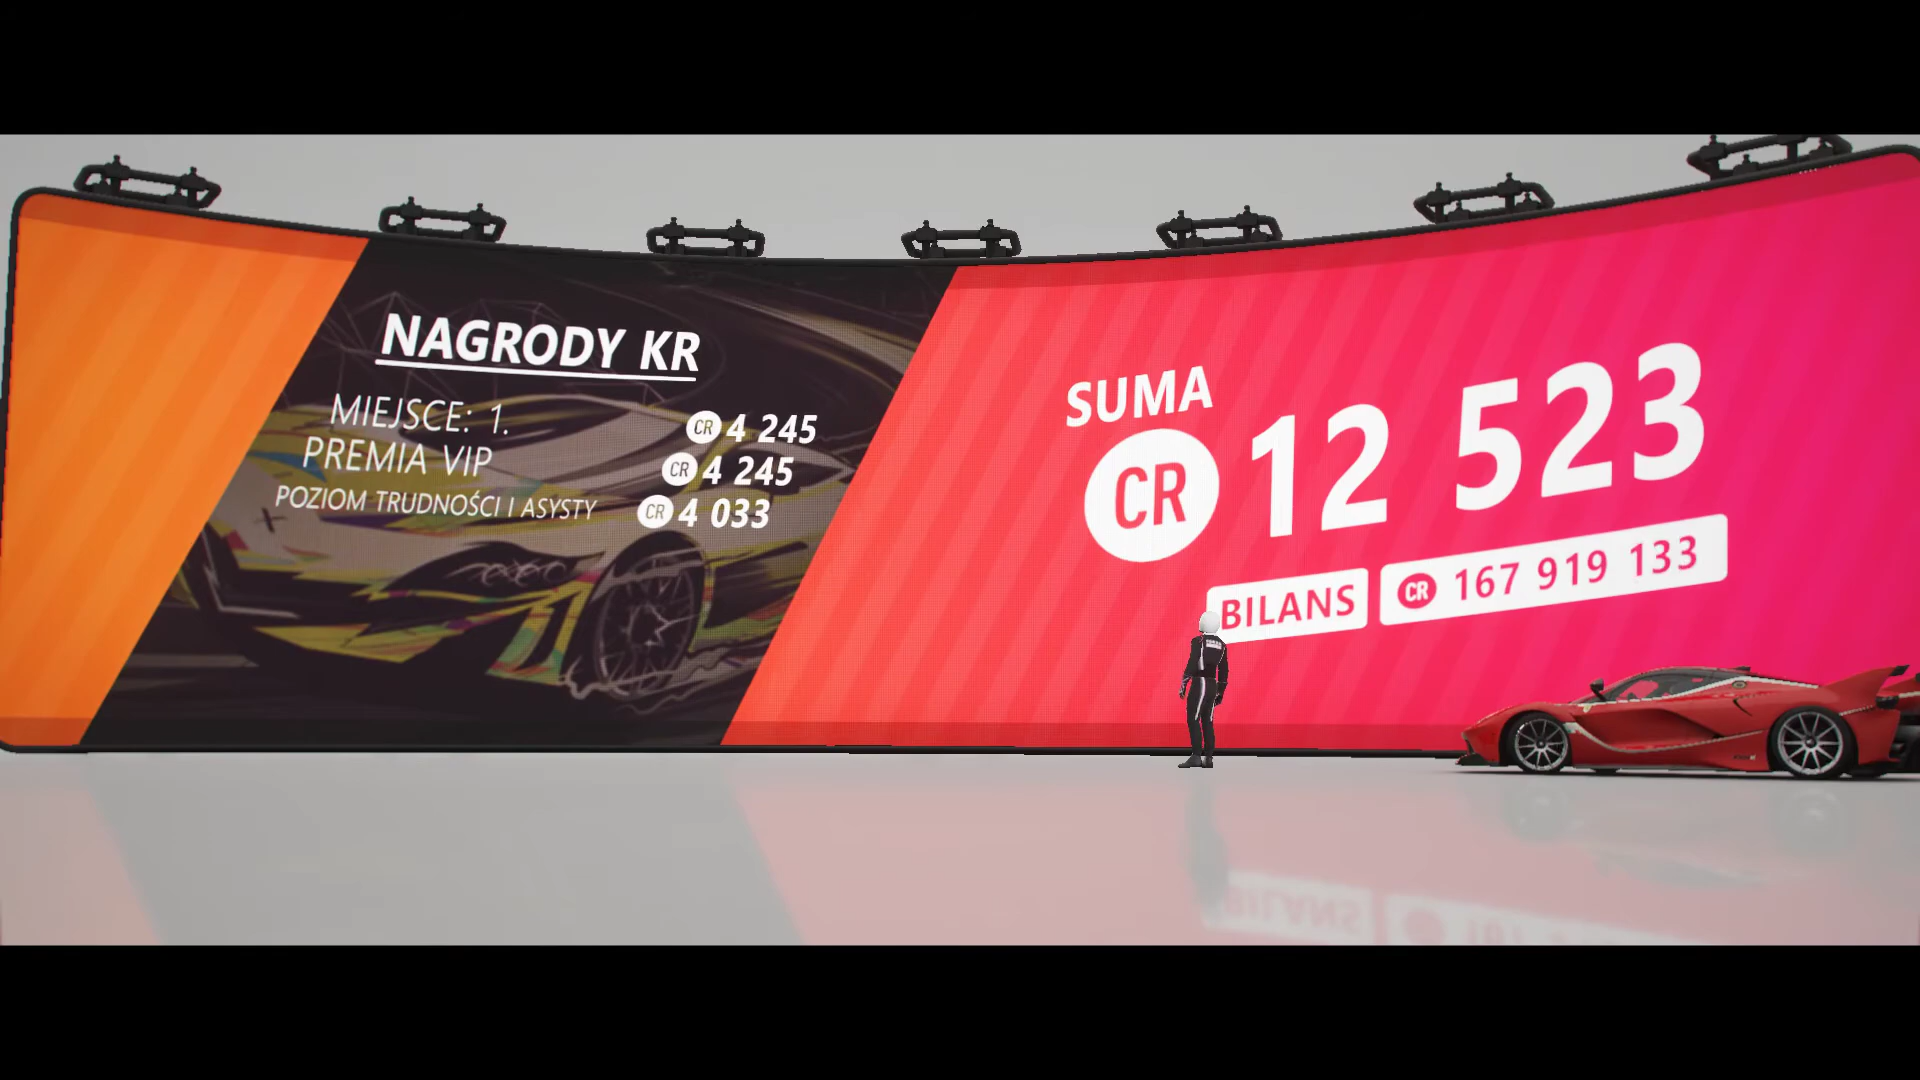 NAGRODY KR
MIEJSCE: 1. CR 4 245
PREMIA VIP CR 4 245
POZIOM TRUDNOŚCI I ASYSTY CR 4 033
SUMA
CR 12 523
BILANS CR 167 919 133